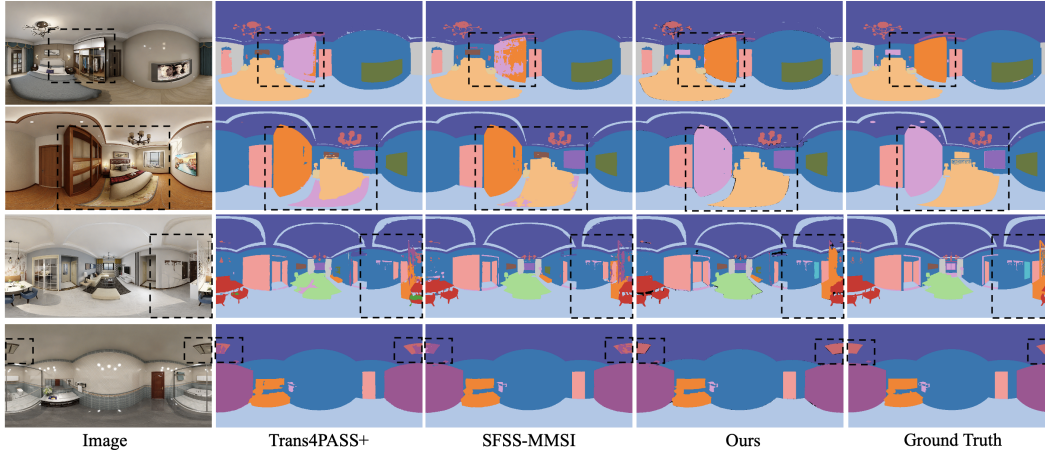 Image
Trans4PASS+
SFSS-MMSI
Ours
Ground Truth